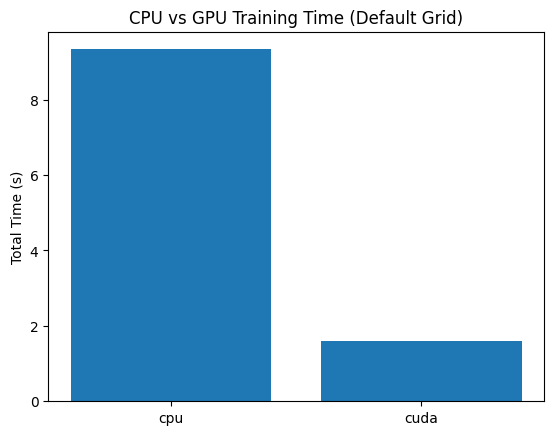 CPU vs GPU Training Time (Default Grid)
Total Time (s)
8
6
4
2
0
cpu
cuda